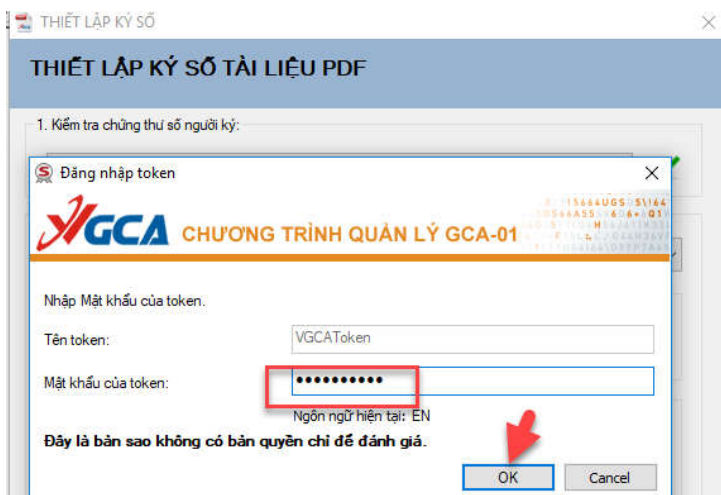 THIẾT LẬP KÝ SỐ
THIẾT LẬP KÝ SỐ TÀI LIỆU PDF
1. Kiểm tra chứng thư số người ký:
Đăng nhập token
VGCA CHƯƠNG TRÌNH QUẢN LÝ GCA-01
Nhập Mật khẩu của token.
Tên token: VGCAToken
Mật khẩu của token: ••••••••••
Ngôn ngữ hiện tại: EN
Đây là bản sao không có bản quyền chỉ để đánh giá.
OK Cancel